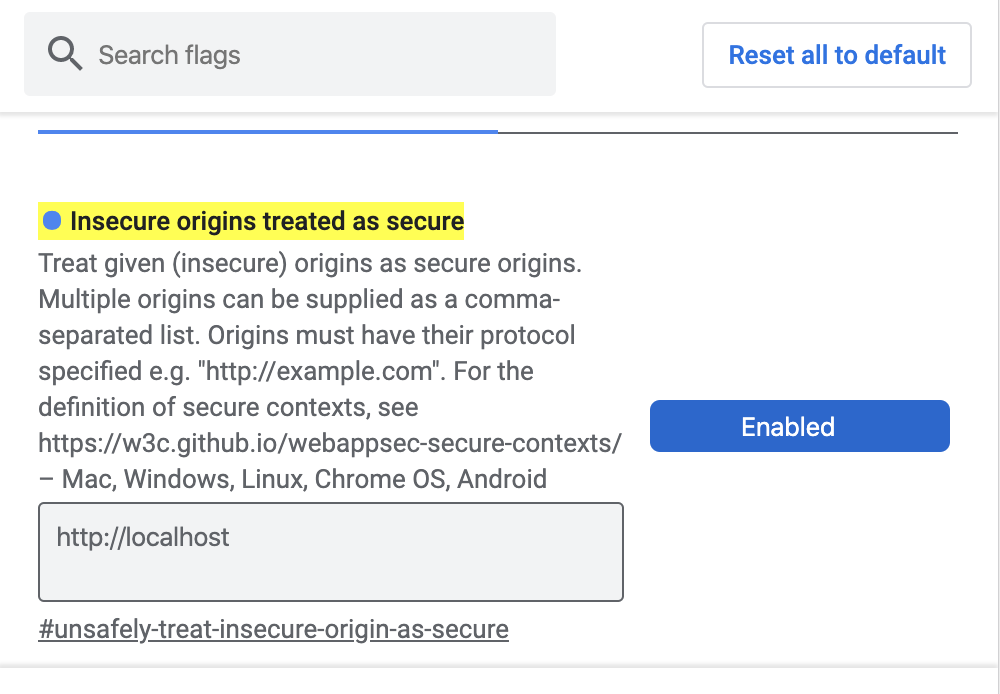 Search flags
Reset all to default
Insecure origins treated as secure
Treat given (insecure) origins as secure origins.
Multiple origins can be supplied as a comma-
separated list. Origins must have their protocol
specified e.g. "http://example.com". For the
definition of secure contexts, see
https://w3c.github.io/webappsec-secure-contexts/
– Mac, Windows, Linux, Chrome OS, Android
Enabled
http://localhost
#unsafely-treat-insecure-origin-as-secure